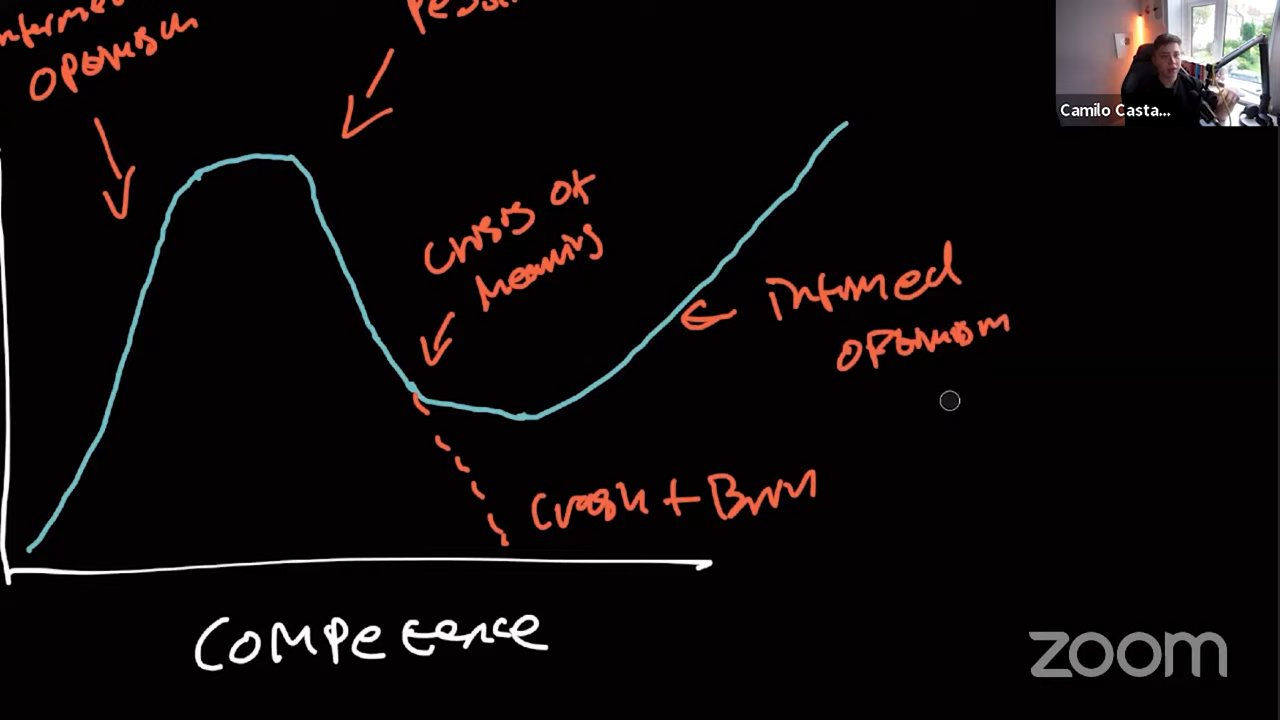 optimism
Camilo Casta...
Crisis of
meaning
informed
optimism
Crash + Burn
Competence
zoom